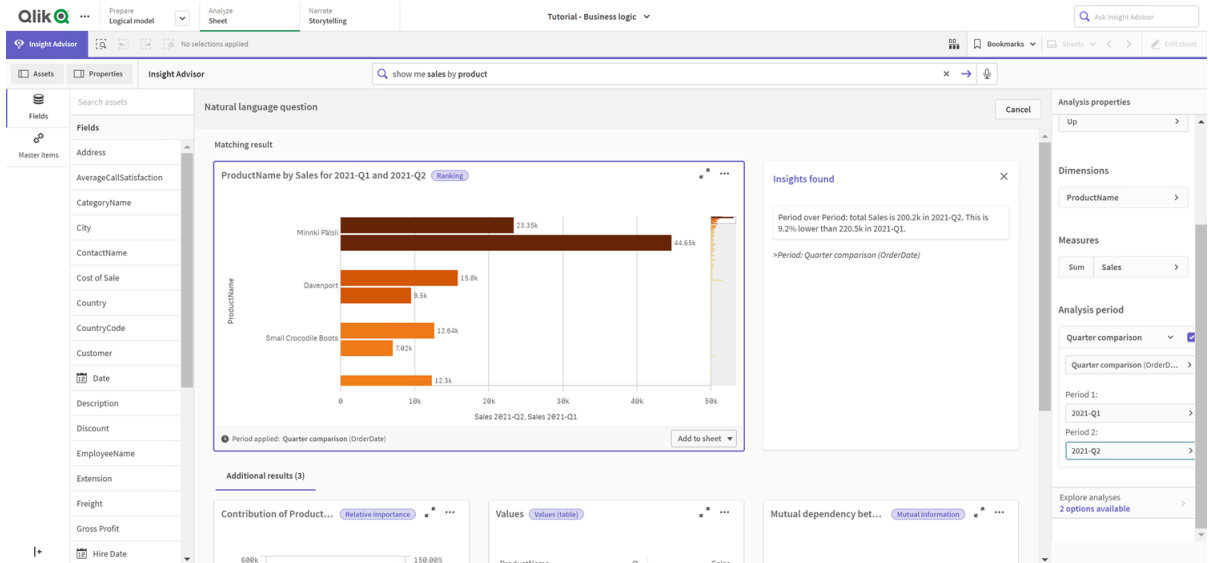 Qlik
Prepare
Logical model
Analyze
Sheet
Narrate
Storytelling
Tutorial - Business logic
Ask Insight Advisor
Insight Advisor
No selections applied
Bookmarks
Sheets
Edit sheet
Assets
Properties
Insight Advisor
show me sales by product
Fields
Master items
Search assets
Fields
Address
AverageCallSatisfaction
CategoryName
City
ContactName
Cost of Sale
Country
CountryCode
Customer
Date
Description
Discount
EmployeeName
Extension
Freight
Gross Profit
Hire Date
Natural language question
Cancel
Matching result
ProductName by Sales for 2021-Q1 and 2021-Q2 Ranking
ProductName
Minnki Pälsii
23.35k
44.65k
Davenport
15.8k
9.5k
Small Crocodile Boots
12.64k
7.02k
12.3k
0 10k 20k 30k 40k 50k
Sales 2021-Q2, Sales 2021-Q1
Period applied: Quarter comparison (OrderDate)
Add to sheet
Insights found
Period over Period: total Sales is 200.2k in 2021-Q2. This is
9.2% lower than 220.5k in 2021-Q1.
>Period: Quarter comparison (OrderDate)
Additional results (3)
Contribution of Product... Relative importance
600k 150.00%
Values Values (table)
ProductName Sales
Mutual dependency bet... Mutual information
Analysis properties
Up
Dimensions
ProductName
Measures
Sum Sales
Analysis period
Quarter comparison
Quarter comparison (OrderD...
Period 1:
2021-Q1
Period 2:
2021-Q2
Explore analyses
2 options available